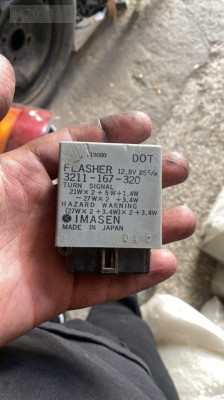 19080
DOT
FLASHER 12.8V 85C/M
3211-167-320
TURN SIGNAL
21W×2+5W+1.4W
-27W×2 +3.4W
HAZARD WARNING
(27W×2+3.4W)×2+3.4W
IMASEN
MADE IN JAPAN